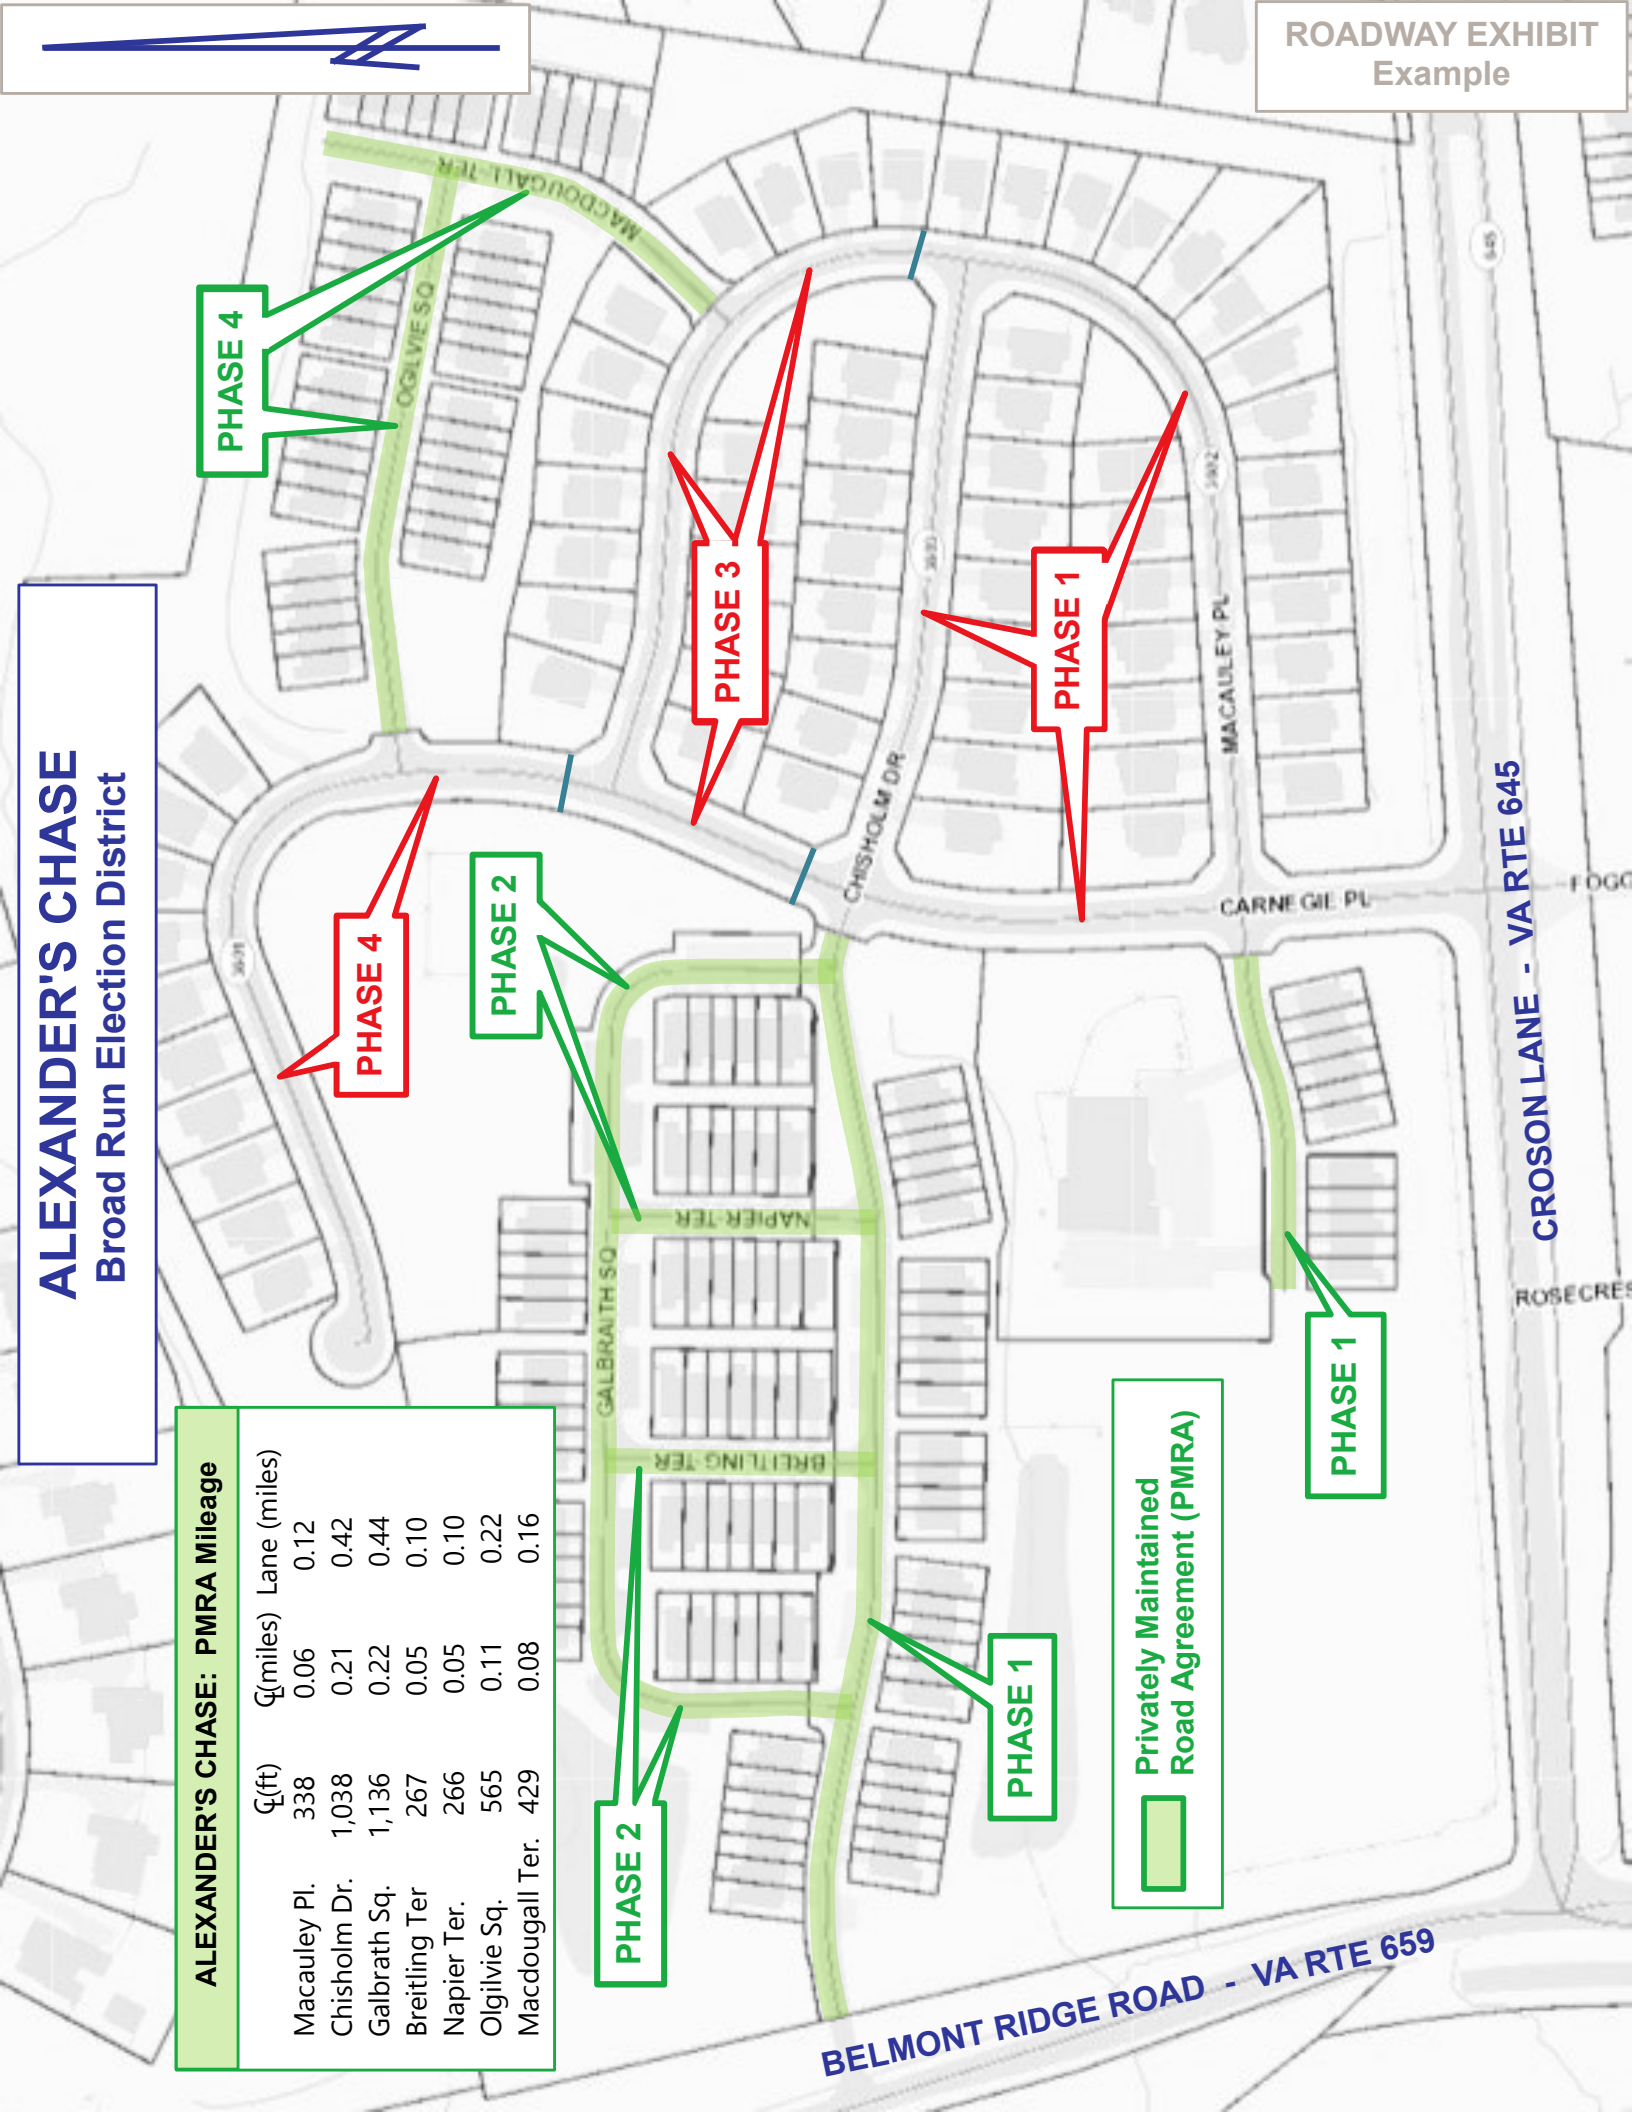 ROADWAY EXHIBIT
Example
ALEXANDER'S CHASE
Broad Run Election District
ALEXANDER'S CHASE: PMRA Mileage
℄(ft) ℄(miles) Lane (miles)
Macauley Pl. 338 0.06 0.12
Chisholm Dr. 1,038 0.21 0.42
Galbrath Sq. 1,136 0.22 0.44
Breitling Ter 267 0.05 0.10
Napier Ter. 266 0.05 0.10
Olgilvie Sq. 565 0.11 0.22
Macdougall Ter. 429 0.08 0.16
PHASE 4
PHASE 4
PHASE 3
PHASE 1
PHASE 2
PHASE 2
PHASE 1
PHASE 1
MACDOUGALL TER
OGILVIE SQ
CHISHOLM DR
MACAULEY PL
CARNEGIE PL
GALBRAITH SQ
NAPIER TER
BREITLING TER
645
CROSON LANE - VA RTE 645
FOGG
ROSECRES
BELMONT RIDGE ROAD - VA RTE 659
Privately Maintained
Road Agreement (PMRA)